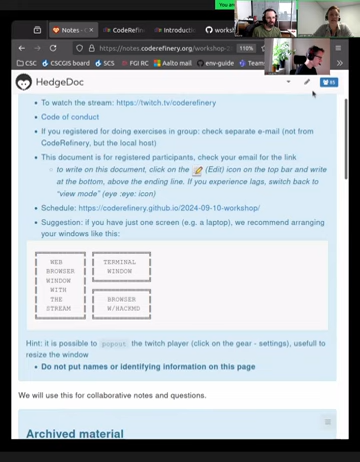 You are
Notes - 
CodeRefin
Introductio
worksh
https://notes.coderefinery.org/workshop-2
110%
CSC
CSCGIS board
SCS
FGI RC
Aalto mail
env-guide
HedgeDoc
• To watch the stream: https://twitch.tv/coderefinery
• Code of conduct
• If you registered for doing exercises in group: check separate e-mail (not from
CodeRefinery, but the local host)
• This document is for registered participants, check your email for the link
◦ to write on this document, click on the (Edit) icon on the top bar and write
at the bottom, above the ending line. If you experience lags, switch back to
"view mode" (eye :eye: icon)
• Schedule: https://coderefinery.github.io/2024-09-10-workshop/
• Suggestion: if you have just one screen (e.g. a laptop), we recommend arranging
your windows like this:
WEB TERMINAL
BROWSER WINDOW
WINDOW
WITH
THE BROWSER
STREAM W/HACKMD
Hint: it is possible to popout the twitch player (click on the gear - settings), usefull to
resize the window
• Do not put names or identifying information on this page
We will use this for collaborative notes and questions.
Archived material